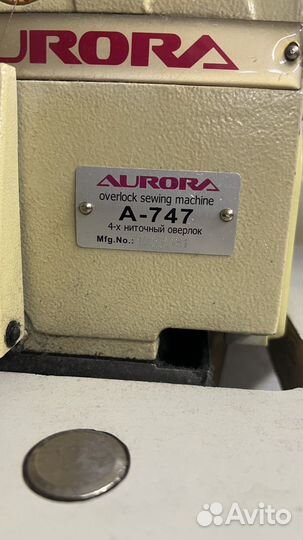 AURORA
AURORA
overlock sewing machine
A-747
4-х ниточный оверлок
Mfg.No.:
Avito